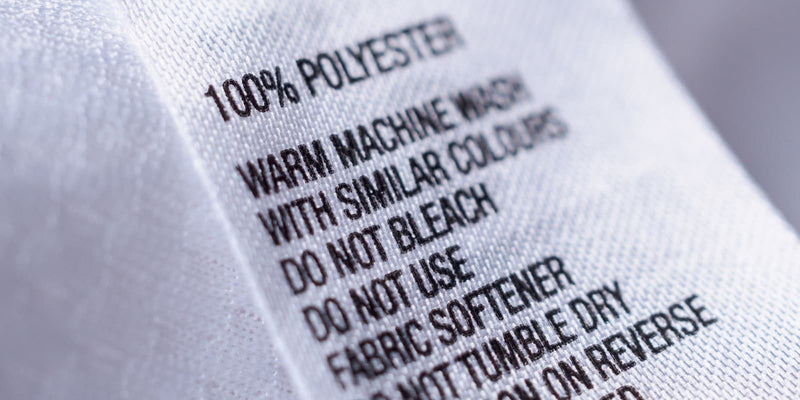 100% POLYESTER
WARM MACHINE WASH
WITH SIMILAR COLOURS
DO NOT BLEACH
DO NOT USE
FABRIC SOFTENER
NOT TUMBLE DRY
ON REVERSE